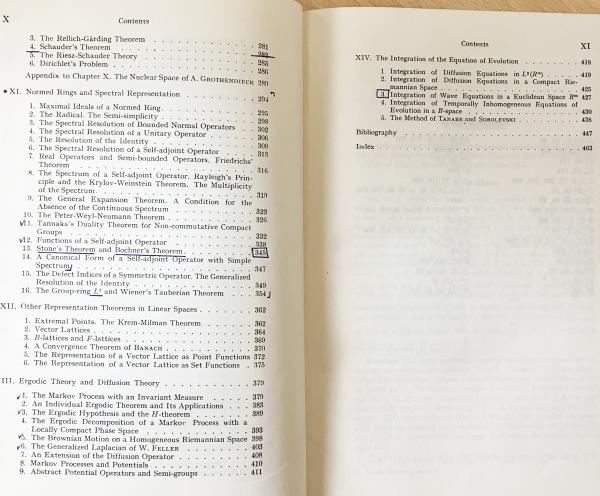 X
Contents
3. The Rellich-Gårding Theorem . . . . . . . . . . . . . 281
4. Schauder's Theorem . . . . . . . . . . . . . . . . . 282
5. The Riesz-Schauder Theory . . . . . . . . . . . . . . 283
6. Dirichlet's Problem . . . . . . . . . . . . . . . . . 286
Appendix to Chapter X. The Nuclear Space of A. GROTHENDIECK 289
XI. Normed Rings and Spectral Representation . . . . . . . . . 294
1. Maximal Ideals of a Normed Ring. . . . . . . . . . . . 295
2. The Radical. The Semi-simplicity . . . . . . . . . . . 298
3. The Spectral Resolution of Bounded Normal Operators . . 302
4. The Spectral Resolution of a Unitary Operator . . . . . 306
5. The Resolution of the Identity . . . . . . . . . . . . 309
6. The Spectral Resolution of a Self-adjoint Operator . . . 313
7. Real Operators and Semi-bounded Operators. Friedrichs'
Theorem . . . . . . . . . . . . . . . . . . . . . . 316
8. The Spectrum of a Self-adjoint Operator. Rayleigh's Prin-
ciple and the Krylov-Weinstein Theorem. The Multiplicity
of the Spectrum . . . . . . . . . . . . . . . . . . . 319
9. The General Expansion Theorem. A Condition for the
Absence of the Continuous Spectrum . . . . . . . . . . 323
10. The Peter-Weyl-Neumann Theorem . . . . . . . . . . . 326
11. Tannaka's Duality Theorem for Non-commutative Compact
Groups . . . . . . . . . . . . . . . . . . . . . . . 332
12. Functions of a Self-adjoint Operator . . . . . . . . . 338
13. Stone's Theorem and Bochner's Theorem . . . . . . . . 345
14. A Canonical Form of a Self-adjoint Operator with Simple
Spectrum . . . . . . . . . . . . . . . . . . . . . . 347
15. The Defect Indices of a Symmetric Operator. The Generalized
Resolution of the Identity . . . . . . . . . . . . . . 349
16. The Group-ring L¹ and Wiener's Tauberian Theorem . . . 354
XII. Other Representation Theorems in Linear Spaces . . . . . . . 362
1. Extremal Points. The Krein-Milman Theorem . . . . . . 362
2. Vector Lattices . . . . . . . . . . . . . . . . . . . 364
3. B-lattices and F-lattices . . . . . . . . . . . . . . . 369
4. A Convergence Theorem of BANACH . . . . . . . . . . 370
5. The Representation of a Vector Lattice as Point Functions 372
6. The Representation of a Vector Lattice as Set Functions . 375
III. Ergodic Theory and Diffusion Theory . . . . . . . . . . . 379
1. The Markov Process with an Invariant Measure . . . . . 379
2. An Individual Ergodic Theorem and Its Applications . . . 383
3. The Ergodic Hypothesis and the H-theorem . . . . . . . 389
4. The Ergodic Decomposition of a Markov Process with a
Locally Compact Phase Space . . . . . . . . . . . . . 393
5. The Brownian Motion on a Homogeneous Riemannian Space 398
6. The Generalized Laplacian of W. FELLER . . . . . . . . 403
7. An Extension of the Diffusion Operator . . . . . . . . . 408
8. Markov Processes and Potentials . . . . . . . . . . . . 410
9. Abstract Potential Operators and Semi-groups . . . . . . 411
Contents
XI
XIV. The Integration of the Equation of Evolution . . . . . . . . 418
1 Integration of Diffusion Equations in L²(Rᵐ) . . . . . . 419
2. Integration of Diffusion Equations in a Compact Rie-
mannian Space . . . . . . . . . . . . . . . . . . . 425
3. Integration of Wave Equations in a Euclidean Space Rᵐ 427
4. Integration of Temporally Inhomogeneous Equations of
Evolution in a B-space . . . . . . . . . . . . . . . . 430
5. The Method of TANABE and SOBOLEVSKI . . . . . . . . 438
Bibliography . . . . . . . . . . . . . . . . . . . . . . . . 447
Index . . . . . . . . . . . . . . . . . . . . . . . . . . . 463